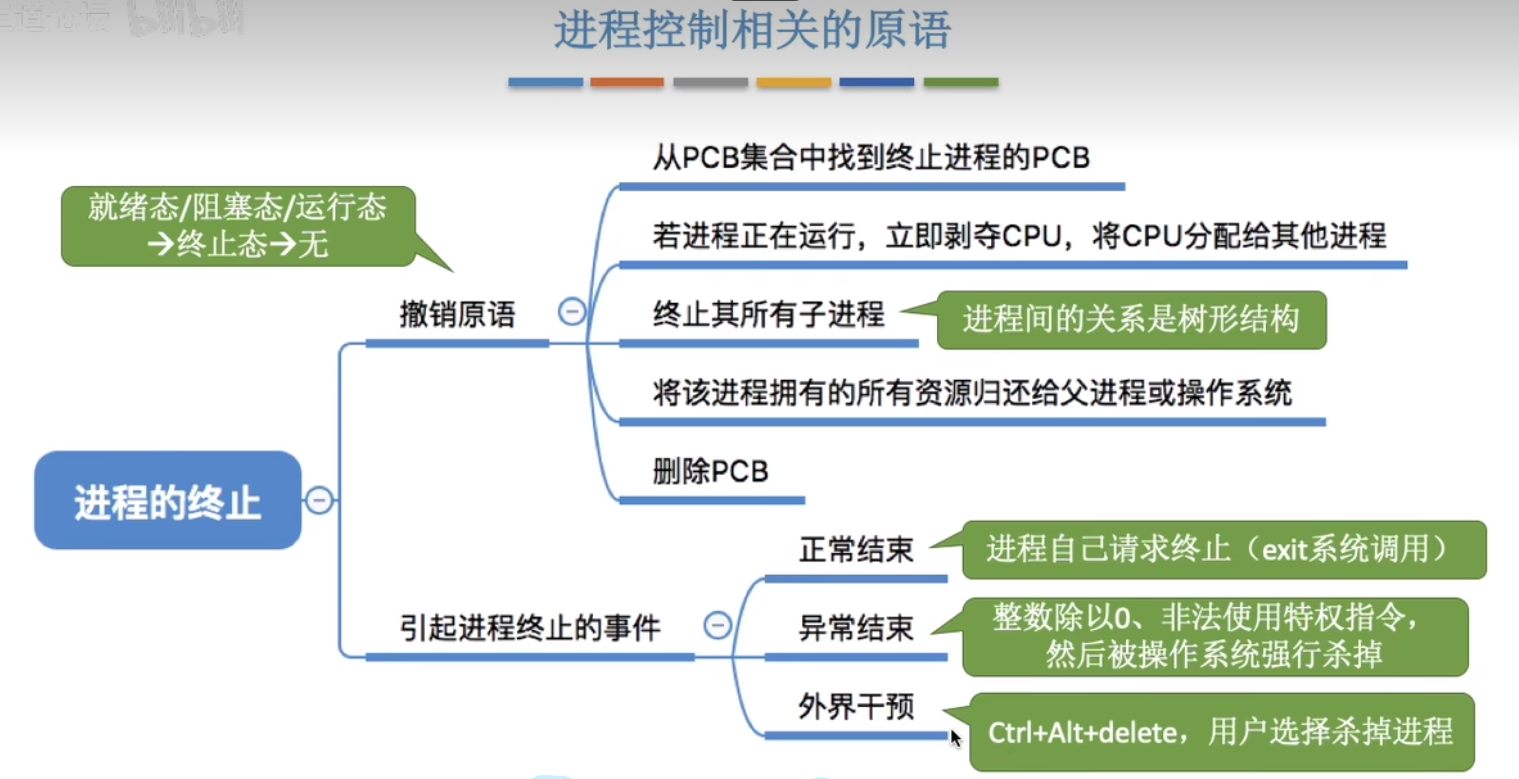 bilibili
进程控制相关的原语
从PCB集合中找到终止进程的PCB
就绪态/阻塞态/运行态
→终止态→无
若进程正在运行，立即剥夺CPU，将CPU分配给其他进程
撤销原语
终止其所有子进程
进程间的关系是树形结构
将该进程拥有的所有资源归还给父进程或操作系统
删除PCB
进程的终止
正常结束
进程自己请求终止（exit系统调用）
引起进程终止的事件
异常结束
整数除以0、非法使用特权指令，
然后被操作系统强行杀掉
外界干预
Ctrl+Alt+delete，用户选择杀掉进程